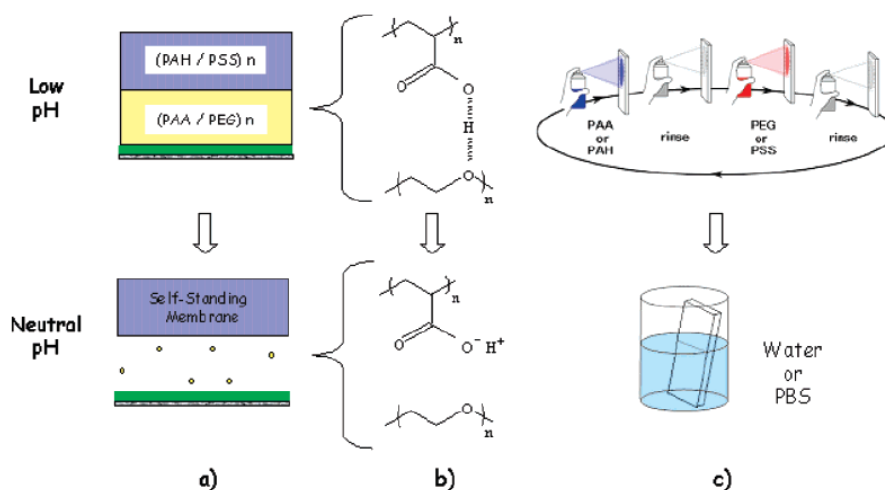 Low
pH
(PAH / PSS) n
(PAA / PEG) n
n
O
O
H
O
n
PAA
or
PAH
rinse
PEG
or
PSS
rinse
Neutral
pH
Self-Standing
Membrane
n
O
O⁻ H⁺
O
n
Water
or
PBS
a)
b)
c)